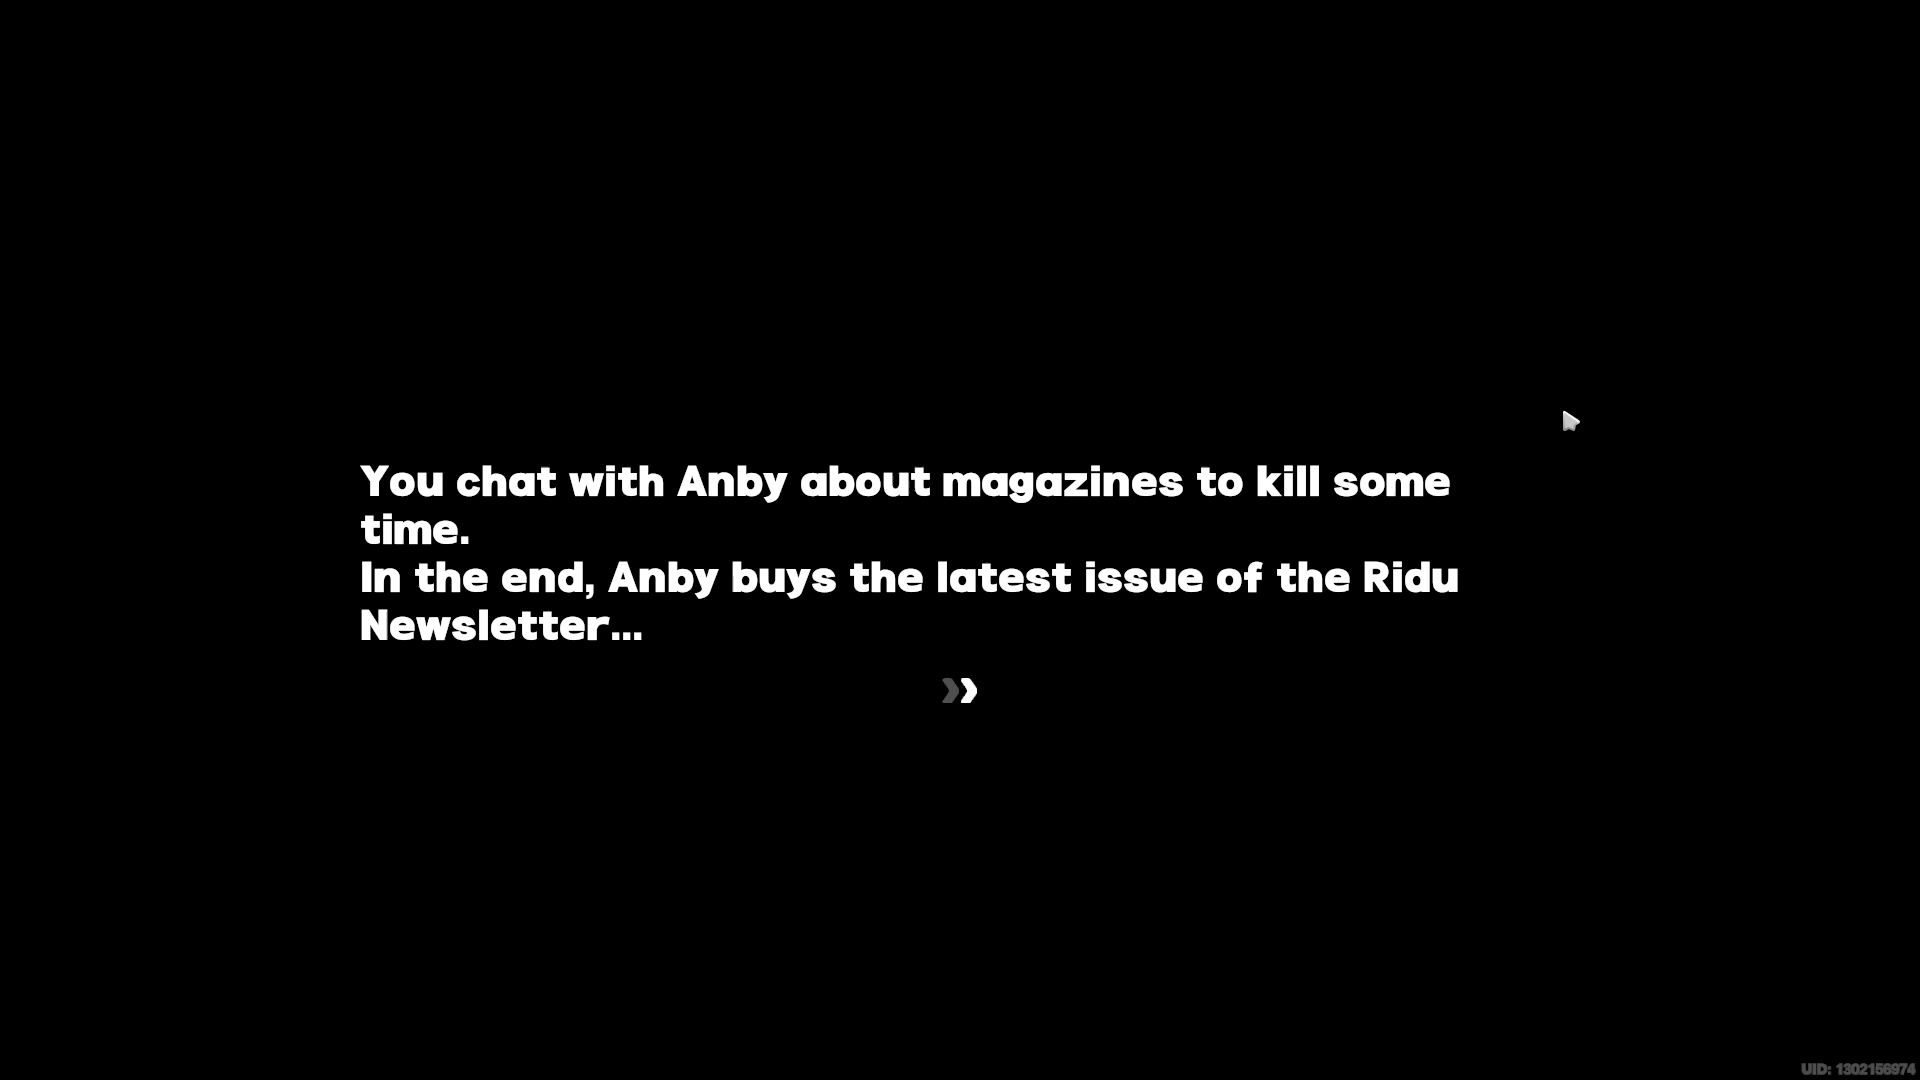 You chat with Anby about magazines to kill some
time.
In the end, Anby buys the latest issue of the Ridu
Newsletter...
UID: 1302156974